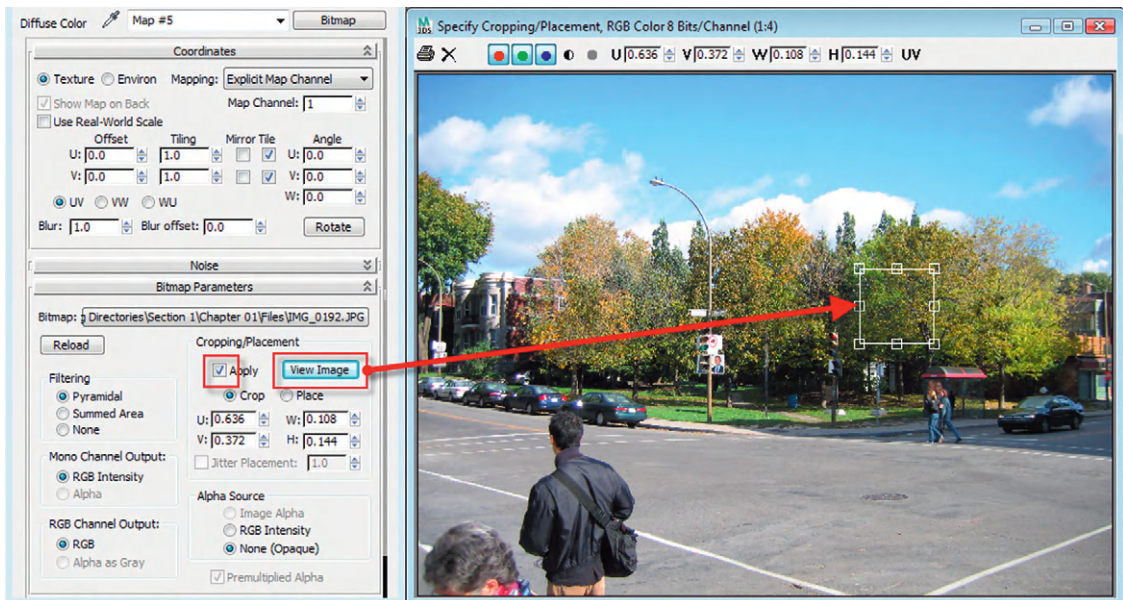 Diffuse Color Map #5 Bitmap
Coordinates
Texture Environ Mapping: Explicit Map Channel
Show Map on Back Map Channel: 1
Use Real-World Scale
Offset Tiling Mirror Tile Angle
U: 0.0 1.0 U: 0.0
V: 0.0 1.0 V: 0.0
UV VW WU W: 0.0
Blur: 1.0 Blur offset: 0.0 Rotate
Noise
Bitmap Parameters
Bitmap: Directories\Section 1\Chapter 01\Files\IMG_0192.JPG
Reload
Cropping/Placement
Apply View Image
Crop Place
U: 0.636 W: 0.108
V: 0.372 H: 0.144
Jitter Placement: 1.0
Filtering
Pyramidal
Summed Area
None
Mono Channel Output:
RGB Intensity
Alpha
RGB Channel Output:
RGB
Alpha as Gray
Alpha Source
Image Alpha
RGB Intensity
None (Opaque)
Premultiplied Alpha
Specify Cropping/Placement, RGB Color 8 Bits/Channel (1:4)
U 0.636 V 0.372 W 0.108 H 0.144 UV